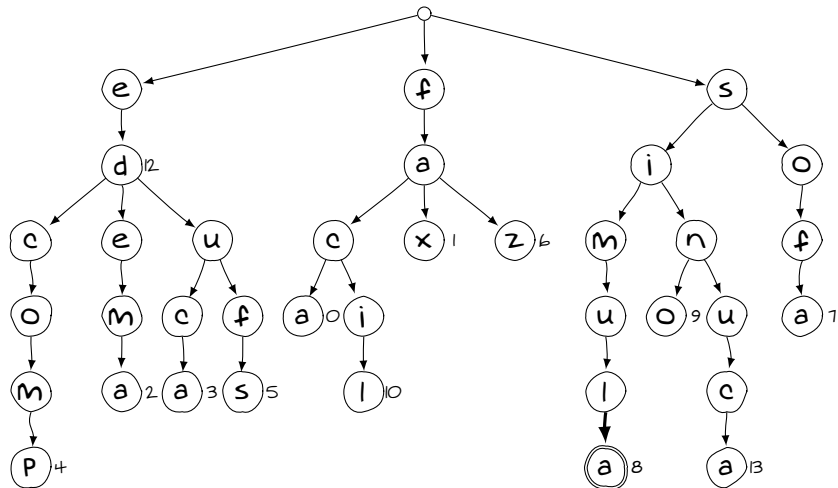 e f s
d 12 a i o
c e u c x 1 z 6 m n f
o m c f a 0 i u o 9 u a 7
m a 2 a 3 s 5 l 10 l c
p 4 a 8 a 13